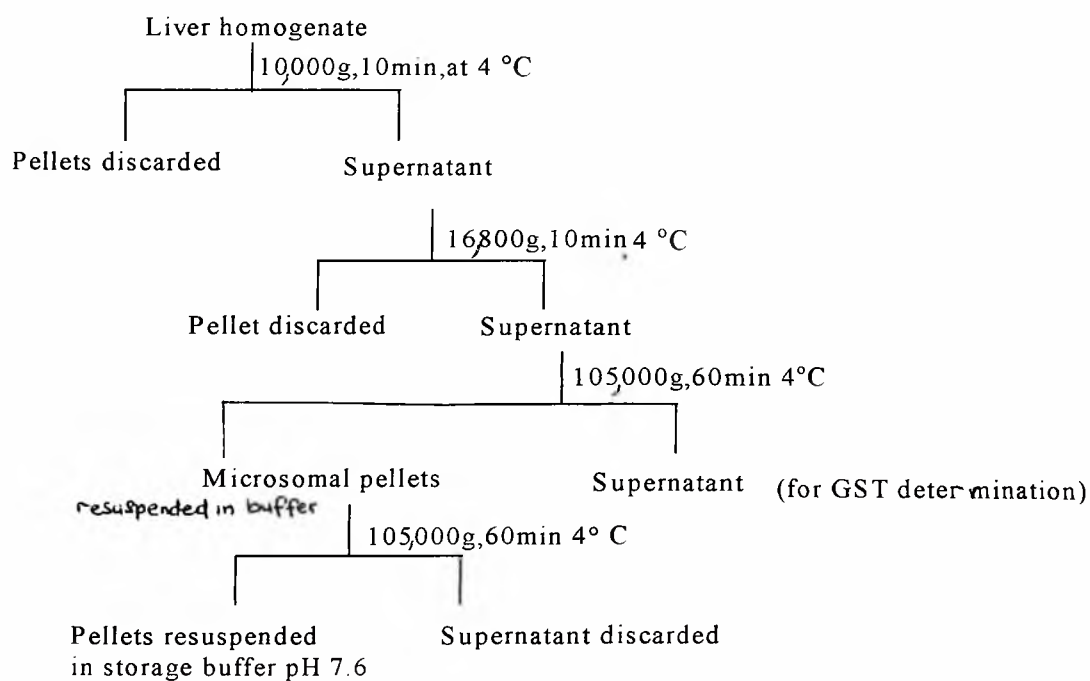 Liver homogenate
10,000g,10min,at 4 °C
Pellets discarded
Supernatant
16,800g,10min 4 °C
Pellet discarded
Supernatant
105,000g,60min 4°C
Microsomal pellets
resuspended in buffer
Supernatant (for GST determination)
105,000g,60min 4° C
Pellets resuspended
in storage buffer pH 7.6
Supernatant discarded